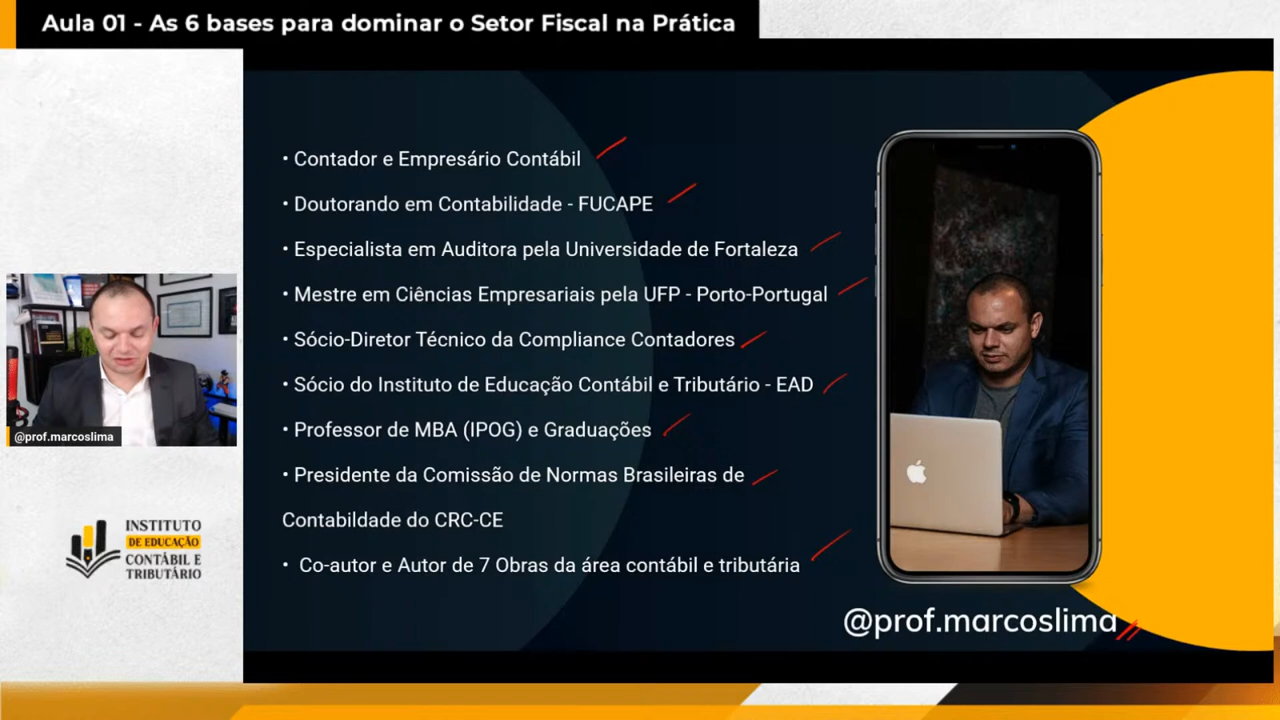 Aula 01 - As 6 bases para dominar o Setor Fiscal na Prática
• Contador e Empresário Contábil
• Doutorando em Contabilidade - FUCAPE
• Especialista em Auditora pela Universidade de Fortaleza
• Mestre em Ciências Empresariais pela UFP - Porto-Portugal
• Sócio-Diretor Técnico da Compliance Contadores
• Sócio do Instituto de Educação Contábil e Tributário - EAD
• Professor de MBA (IPOG) e Graduações
• Presidente da Comissão de Normas Brasileiras de
Contabildade do CRC-CE
• Co-autor e Autor de 7 Obras da área contábil e tributária
@prof.marcoslima
@prof.marcoslima
INSTITUTO
DE EDUCAÇÃO
CONTÁBIL E
TRIBUTÁRIO